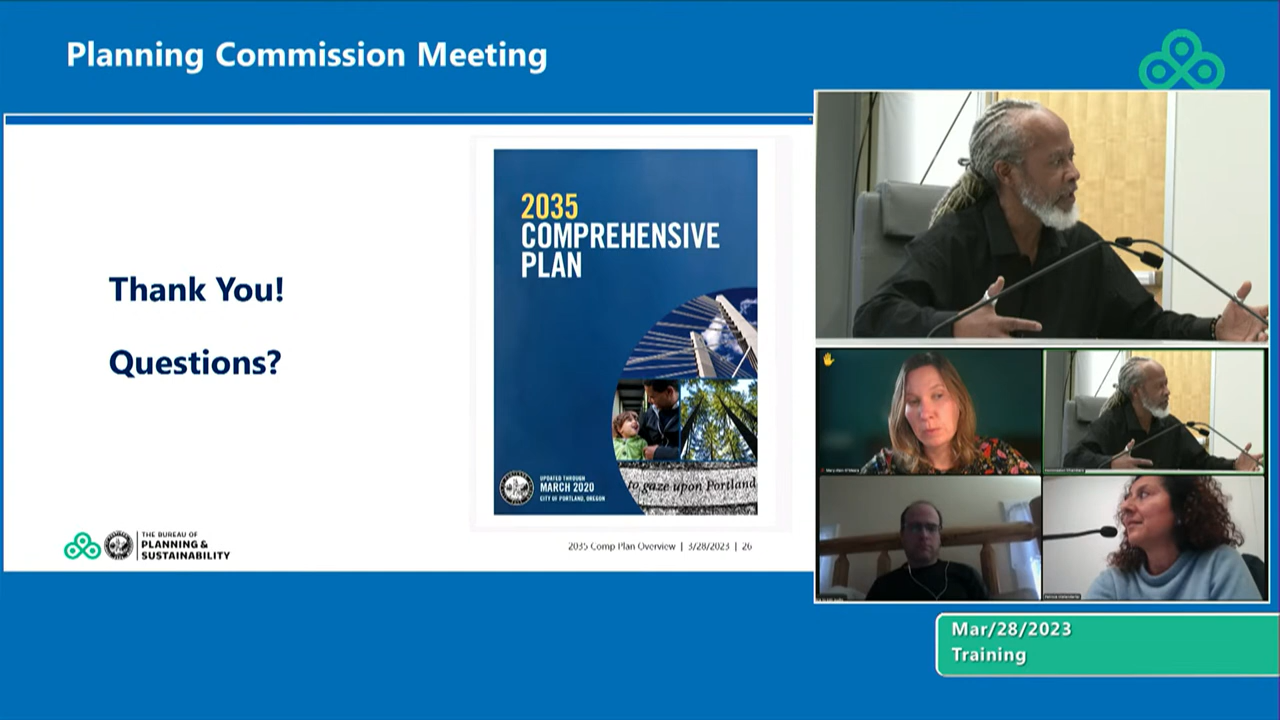 Planning Commission Meeting
Thank You!
Questions?
2035
COMPREHENSIVE
PLAN
to gaze upon Portland
UPDATED THROUGH
MARCH 2020
CITY OF PORTLAND, OREGON
THE BUREAU OF
PLANNING &
SUSTAINABILITY
2035 Comp Plan Overview | 3/28/2023 | 26
Mar/28/2023
Training